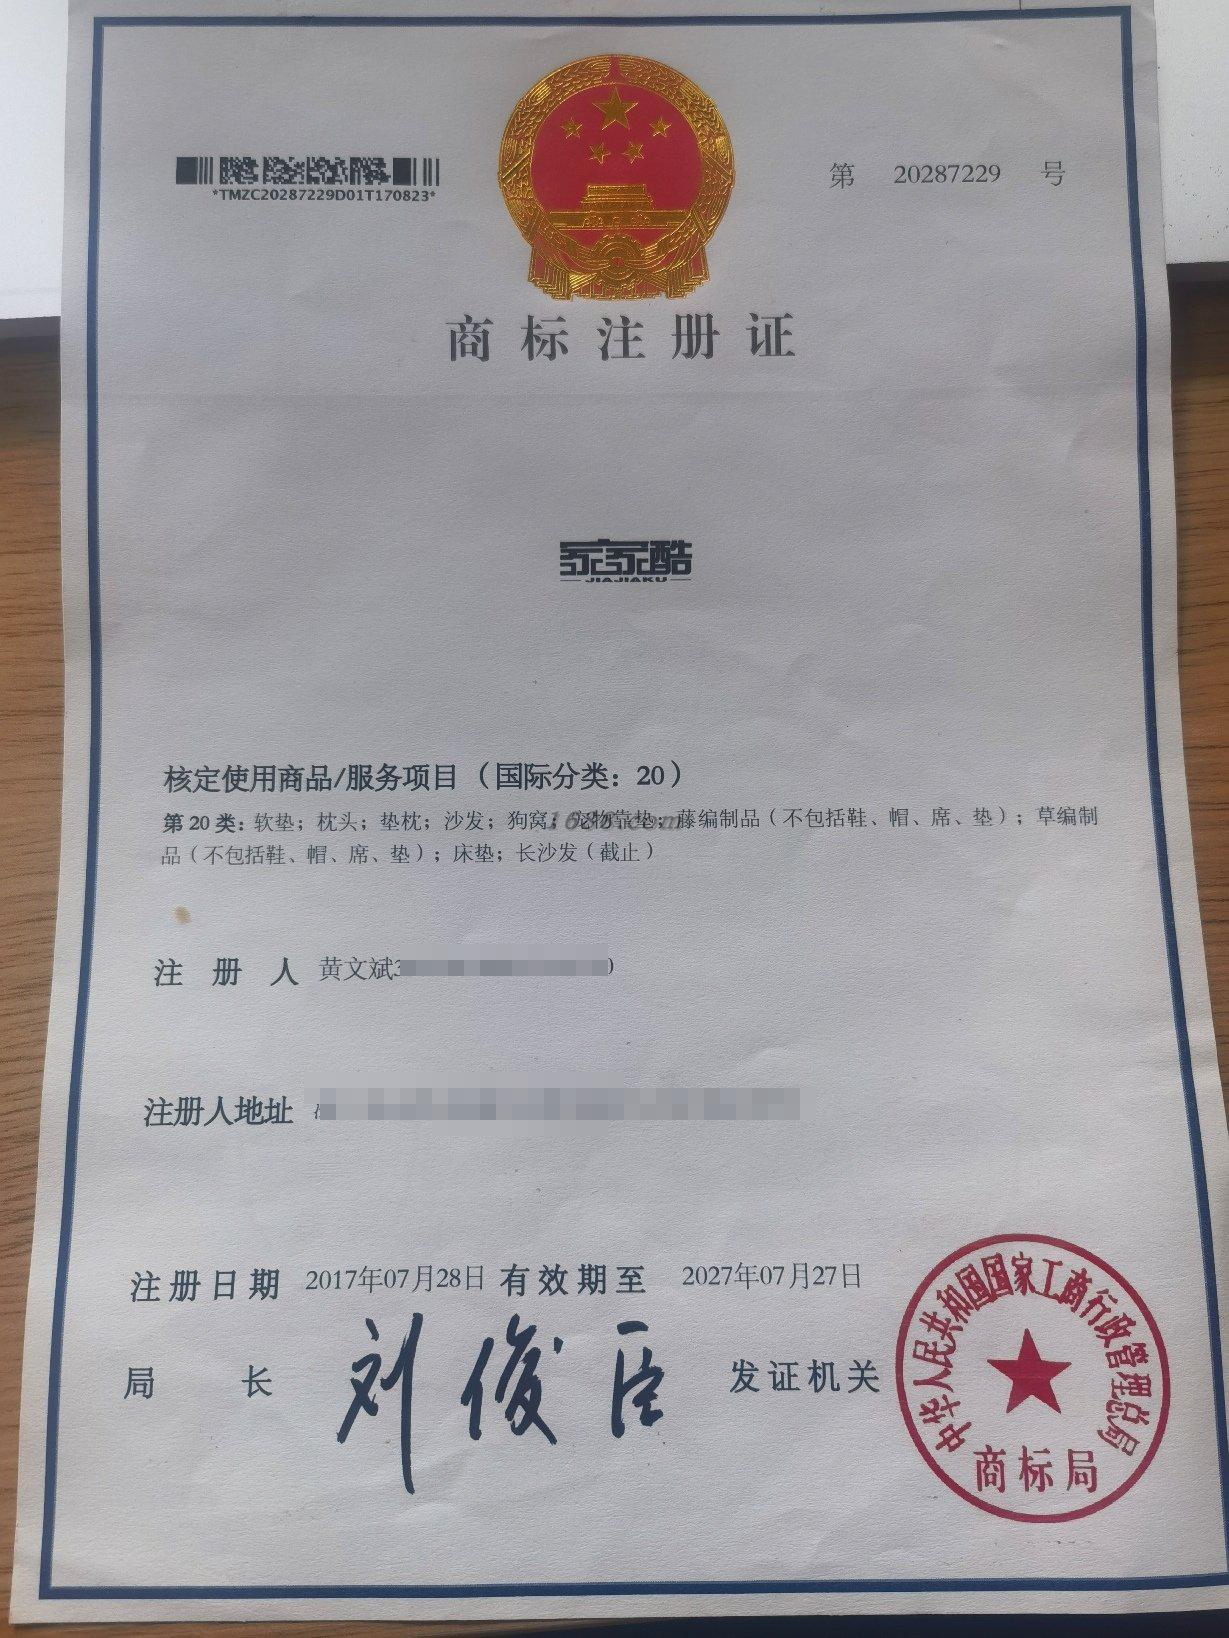 *TMZC20287229D01T170823*
第 20287229 号
商标注册证
家家酷
JIAJIAKU
核定使用商品/服务项目（国际分类：20）
第20类：软垫；枕头；垫枕；沙发；狗窝；宠物靠垫；藤编制品（不包括鞋、帽、席、垫）；草编制
品（不包括鞋、帽、席、垫）；床垫；长沙发（截止）
1688.com
注册人 黄文斌3
注册人地址
注册日期 2017年07月28日 有效期至 2027年07月27日
局长 刘俊臣 发证机关
中华人民共和国国家工商行政管理总局
商标局